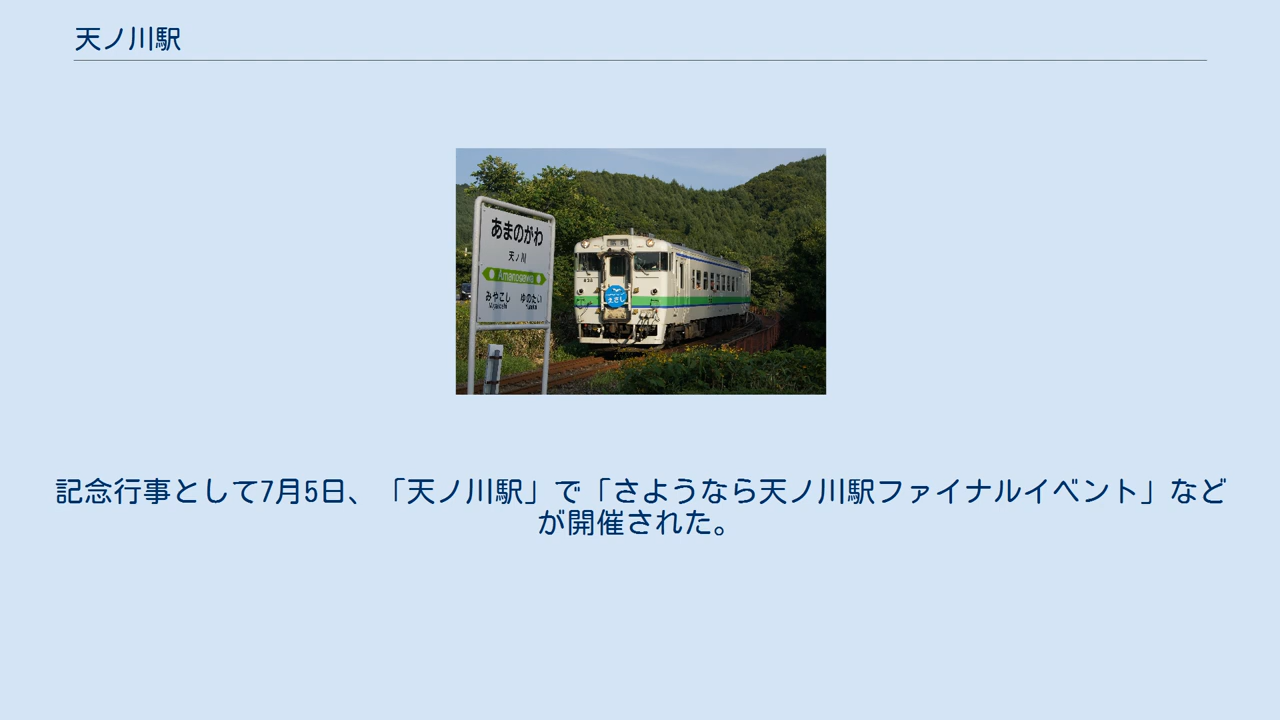 天ノ川駅
あまのがわ
天ノ川
Amanogawa
みやこし ゆのたい
えさし
記念行事として7月5日、「天ノ川駅」で「さようなら天ノ川駅ファイナルイベント」など
が開催された。